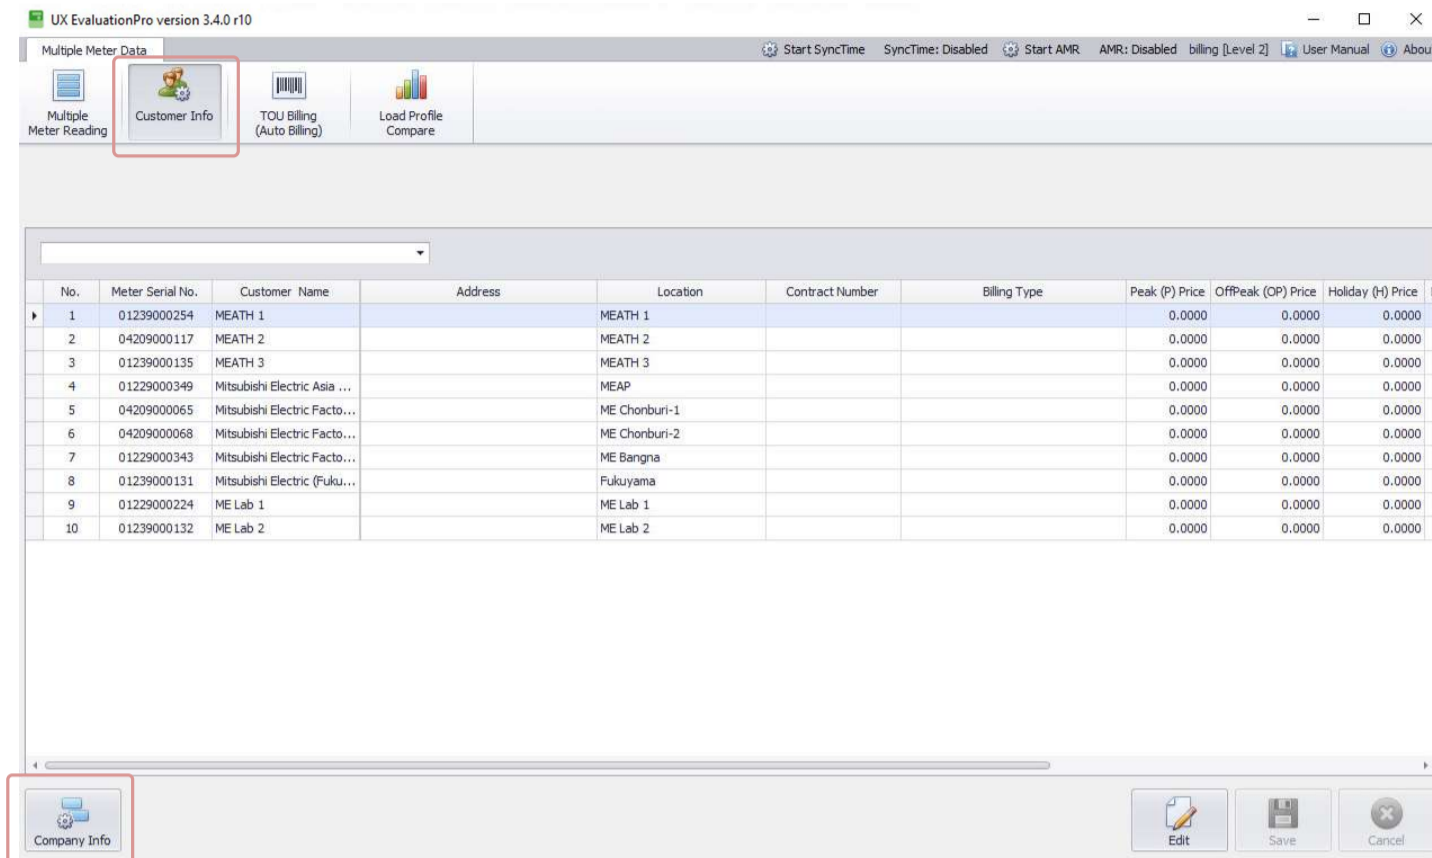 UX EvaluationPro version 3.4.0 r10
Multiple Meter Data
Start SyncTime SyncTime: Disabled Start AMR AMR: Disabled billing [Level 2] User Manual Abou
Multiple
Meter Reading
Customer Info
TOU Billing
(Auto Billing)
Load Profile
Compare
No. Meter Serial No. Customer Name Address Location Contract Number Billing Type Peak (P) Price OffPeak (OP) Price Holiday (H) Price
1 01239000254 MEATH 1 MEATH 1 0.0000 0.0000 0.0000
2 04209000117 MEATH 2 MEATH 2 0.0000 0.0000 0.0000
3 01239000135 MEATH 3 MEATH 3 0.0000 0.0000 0.0000
4 01229000349 Mitsubishi Electric Asia ... MEAP 0.0000 0.0000 0.0000
5 04209000065 Mitsubishi Electric Facto... ME Chonburi-1 0.0000 0.0000 0.0000
6 04209000068 Mitsubishi Electric Facto... ME Chonburi-2 0.0000 0.0000 0.0000
7 01229000343 Mitsubishi Electric Facto... ME Bangna 0.0000 0.0000 0.0000
8 01239000131 Mitsubishi Electric (Fuku... Fukuyama 0.0000 0.0000 0.0000
9 01229000224 ME Lab 1 ME Lab 1 0.0000 0.0000 0.0000
10 01239000132 ME Lab 2 ME Lab 2 0.0000 0.0000 0.0000
Company Info
Edit
Save
Cancel